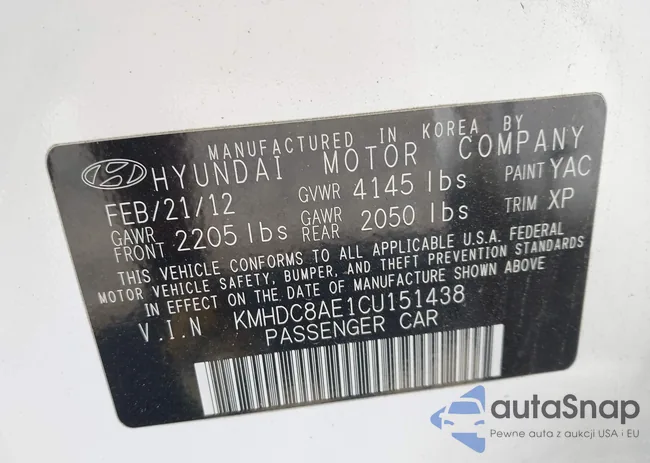 MANUFACTURED IN KOREA BY
HYUNDAI MOTOR COMPANY
FEB/21/12 GVWR 4145 lbs PAINT YAC
GAWR FRONT 2205 lbs GAWR REAR 2050 lbs TRIM XP
THIS VEHICLE CONFORMS TO ALL APPLICABLE U.S.A. FEDERAL
MOTOR VEHICLE SAFETY, BUMPER, AND THEFT PREVENTION STANDARDS
IN EFFECT ON THE DATE OF MANUFACTURE SHOWN ABOVE
V.I.N KMHDC8AE1CU151438
PASSENGER CAR
autaSnap
Pewne auta z aukcji USA i EU